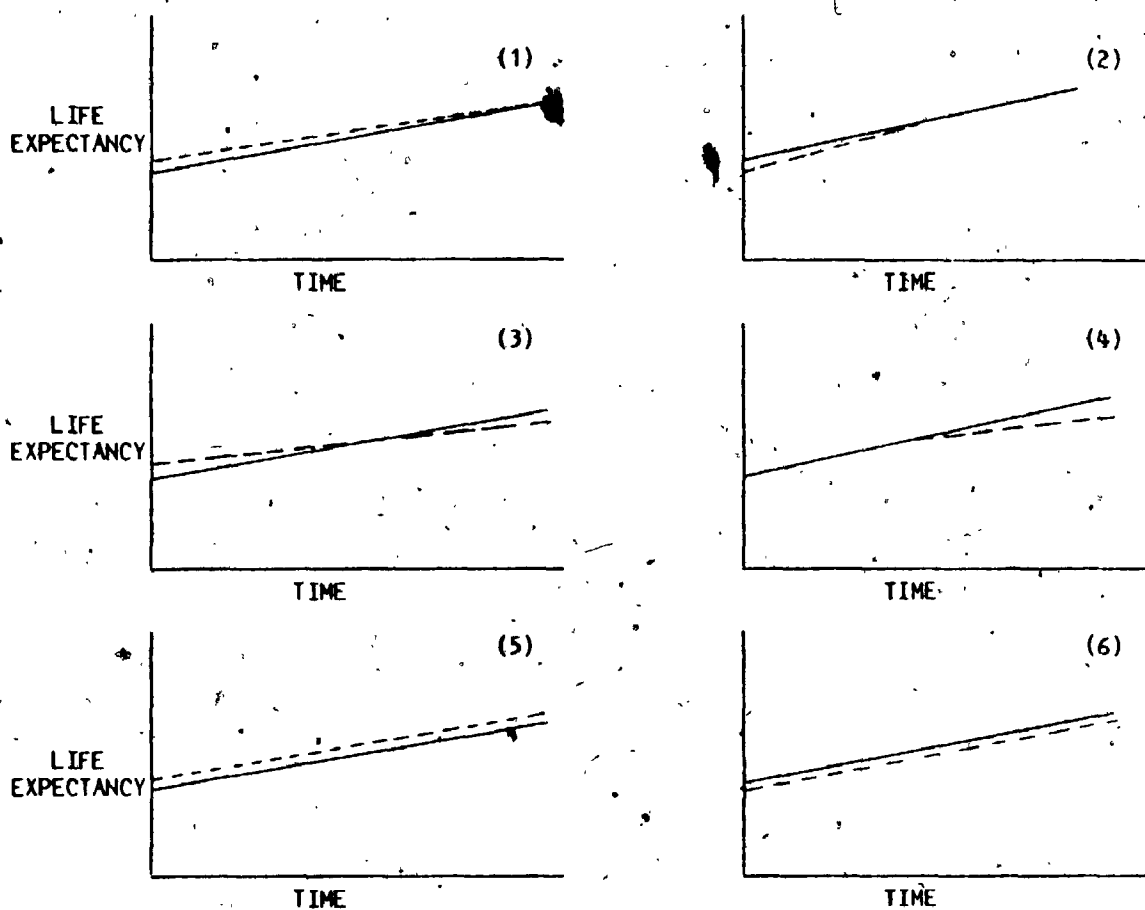 (1)
LIFE
EXPECTANCY
TIME
(2)
TIME
(3)
LIFE
EXPECTANCY
TIME
(4)
TIME
(5)
LIFE
EXPECTANCY
TIME
(6)
TIME